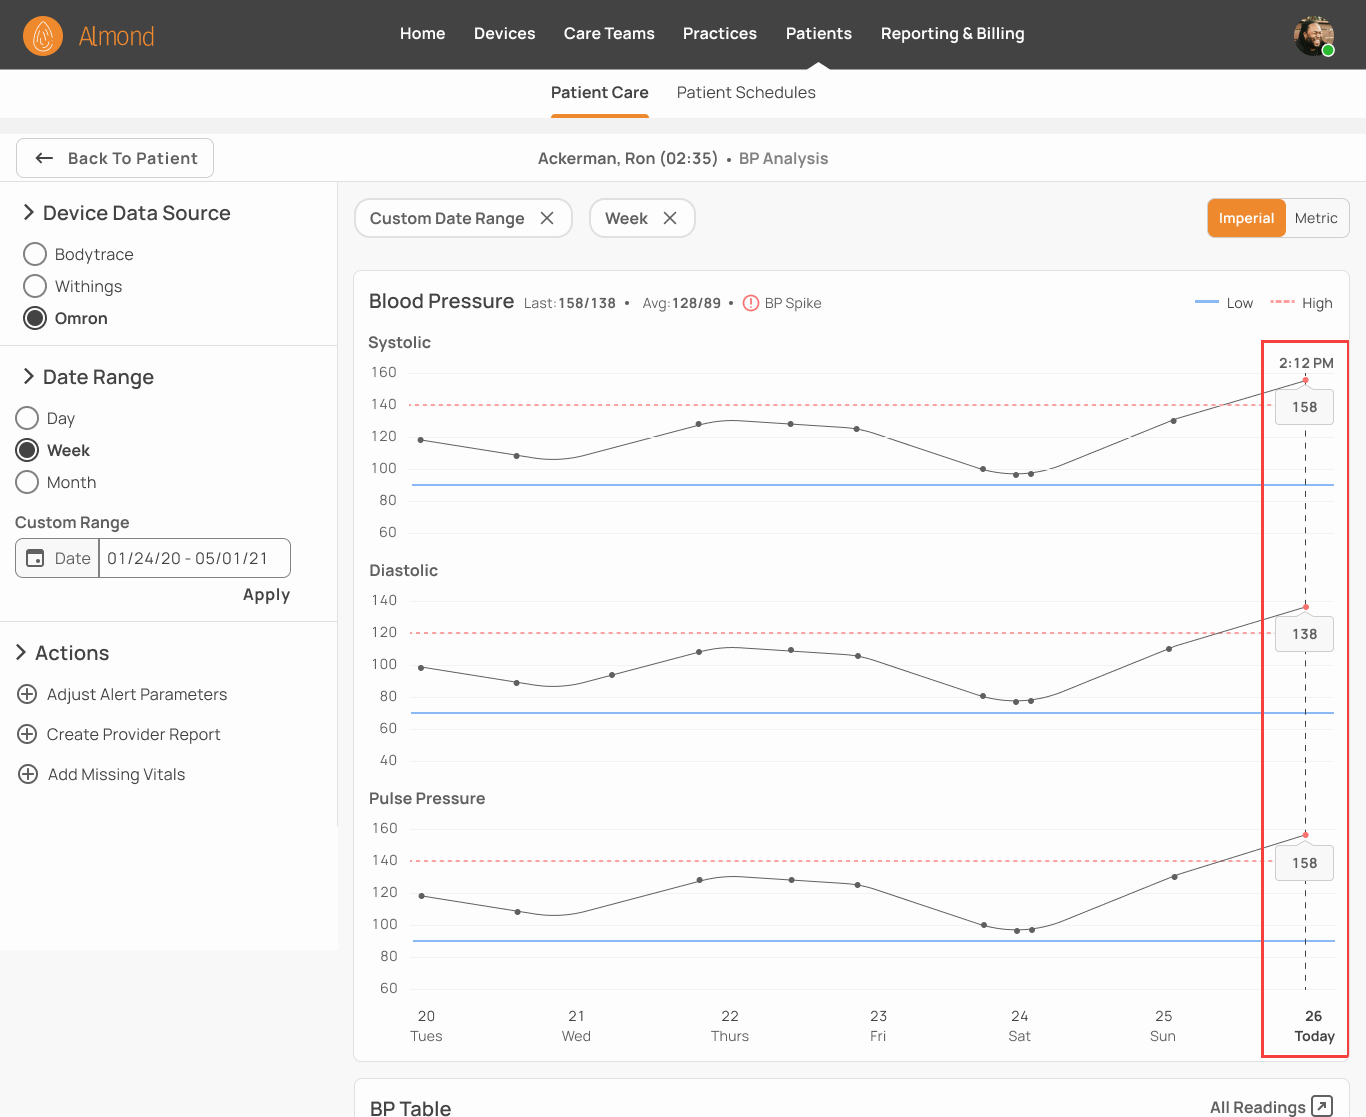 Almond
Home Devices Care Teams Practices Patients Reporting & Billing
Patient Care Patient Schedules
Back To Patient
Ackerman, Ron (02:35) • BP Analysis
Device Data Source
Bodytrace
Withings
Omron
Date Range
Day
Week
Month
Custom Range
Date 01/24/20 - 05/01/21
Apply
Actions
Adjust Alert Parameters
Create Provider Report
Add Missing Vitals
Custom Date Range Week
Imperial Metric
Blood Pressure Last:158/138 • Avg:128/89 • BP Spike
Low High
Systolic
2:12 PM
160
140
158
120
100
80
60
Diastolic
140
120
138
100
80
60
40
Pulse Pressure
160
140
158
120
100
80
60
20 21 22 23 24 25 26
Tues Wed Thurs Fri Sat Sun Today
BP Table All Readings